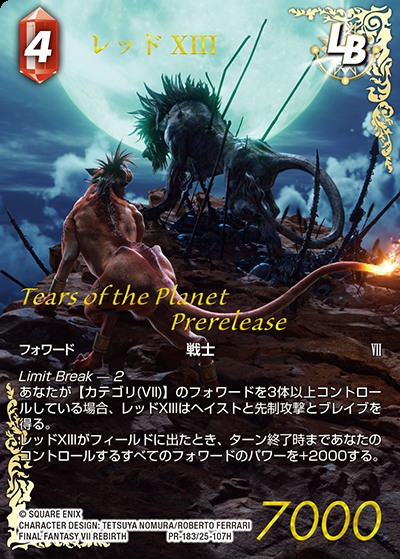 4
レッド XIII
LB
Tears of the Planet
Prerelease
フォワード 戦士 VII
Limit Break — 2
あなたが【カテゴリ(VII)】のフォワードを3体以上コントロー
ルしている場合、レッドXIIIはヘイストと先制攻撃とブレイブを
得る。
レッドXIIIがフィールドに出たとき、ターン終了時まであなたの
コントロールするすべてのフォワードのパワーを+2000する。
© SQUARE ENIX
CHARACTER DESIGN: TETSUYA NOMURA/ROBERTO FERRARI
FINAL FANTASY VII REBIRTH PR-183/25-107H
7000